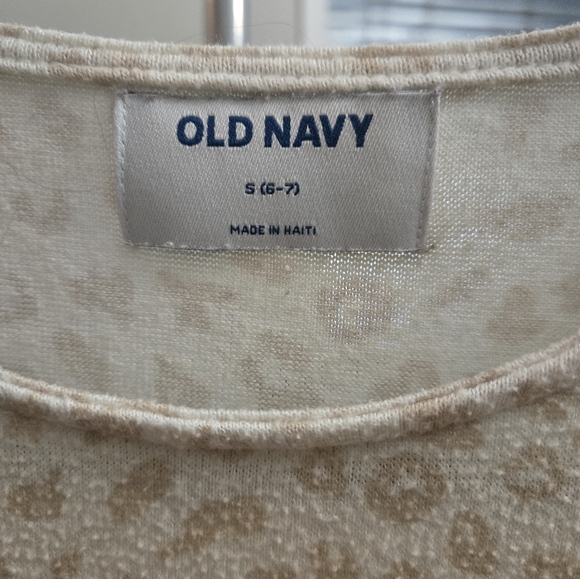 OLD NAVY
S (6-7)
MADE IN HAITI